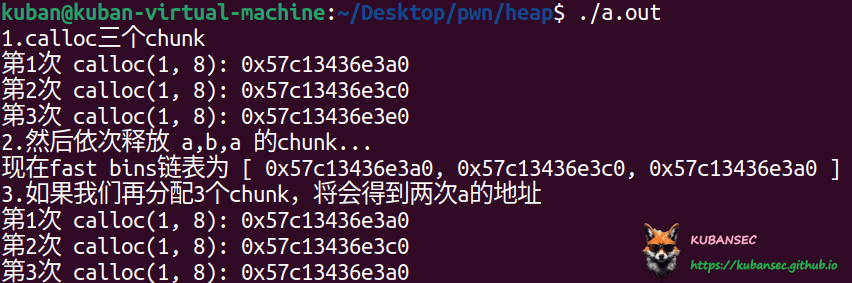 kuban@kuban-virtual-machine:~/Desktop/pwn/heap$ ./a.out
1.calloc三个chunk
第1次 calloc(1, 8): 0x57c13436e3a0
第2次 calloc(1, 8): 0x57c13436e3c0
第3次 calloc(1, 8): 0x57c13436e3e0
2.然后依次释放 a,b,a 的chunk...
现在fast bins链表为 [ 0x57c13436e3a0, 0x57c13436e3c0, 0x57c13436e3a0 ]
3.如果我们再分配3个chunk，将会得到两次a的地址
第1次 calloc(1, 8): 0x57c13436e3a0
第2次 calloc(1, 8): 0x57c13436e3c0
第3次 calloc(1, 8): 0x57c13436e3a0
KUBANSEC
https://kubansec.github.io